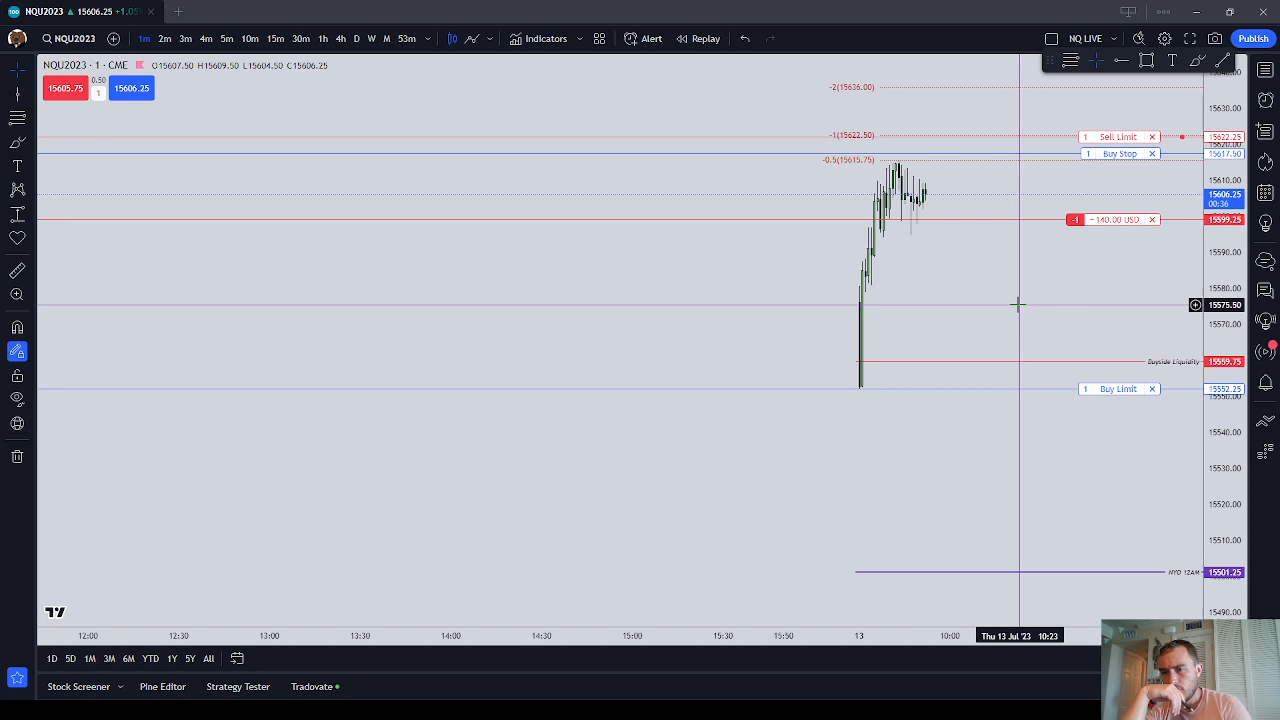 NQU2023 15606.25 +1.05
NQU2023 1m 2m 3m 4m 5m 10m 15m 30m 1h 4h D W M 53m Indicators Alert Replay NQ LIVE Publish
NQU2023 · 1 · CME O15607.50 H15609.50 L15604.50 C15606.25
15605.75 0.50 1 15606.25
-2(15636.00)
15630.00
-1(15622.50) 1 Sell Limit 15622.25
1 Buy Stop 15617.50
-0.5(15615.75)
15610.00
15606.25
00:36
-1 −140.00 USD 15599.25
15590.00
15580.00
15575.50
15570.00
Buyside Liquidity 15559.75
1 Buy Limit 15552.25
15540.00
15530.00
15520.00
15510.00
NYO 12AM 15501.25
15490.00
12:00 12:30 13:00 13:30 14:00 14:30 15:00 15:30 15:50 13 10:00 Thu 13 Jul '23 10:23
1D 5D 1M 3M 6M YTD 1Y 5Y All
Stock Screener Pine Editor Strategy Tester Tradovate